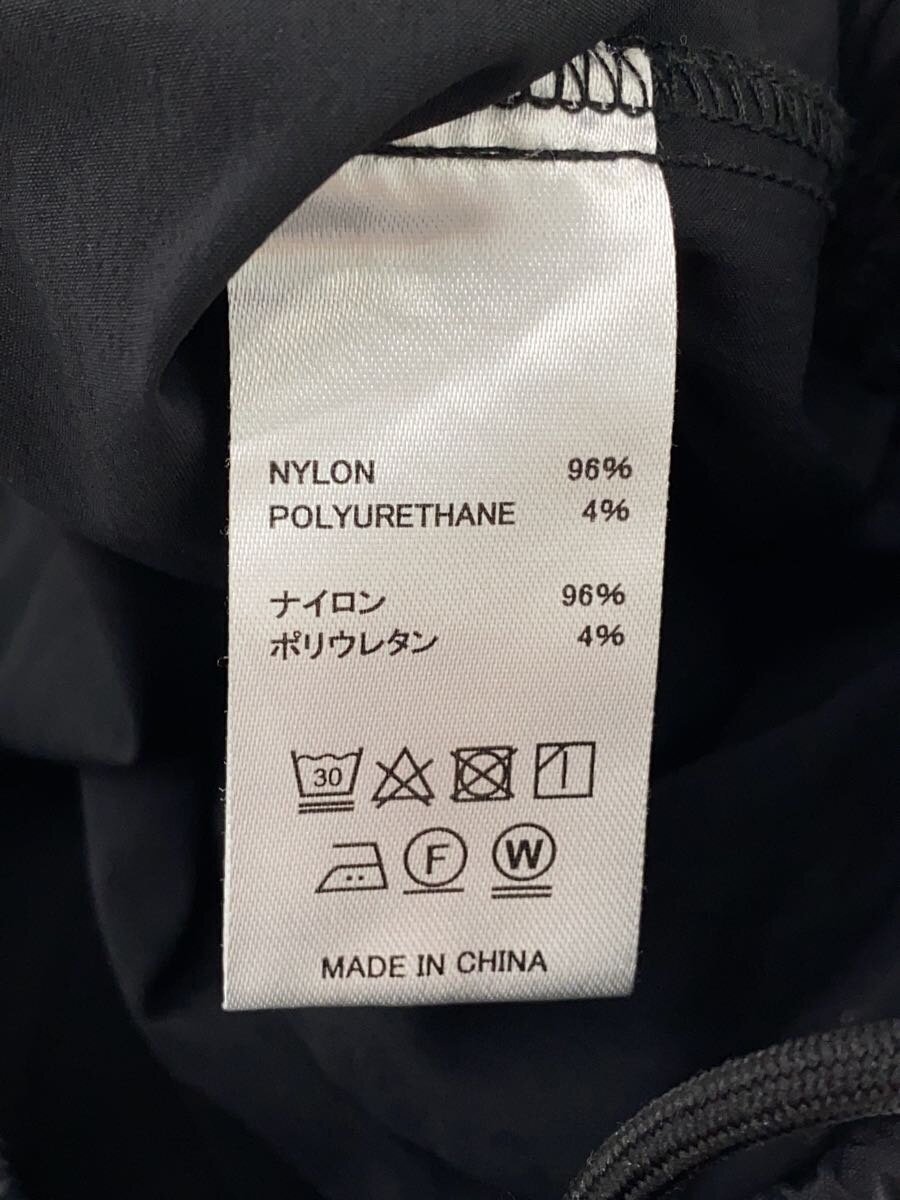 NYLON 96%
POLYURETHANE 4%
ナイロン 96%
ポリウレタン 4%
30
F W
MADE IN CHINA